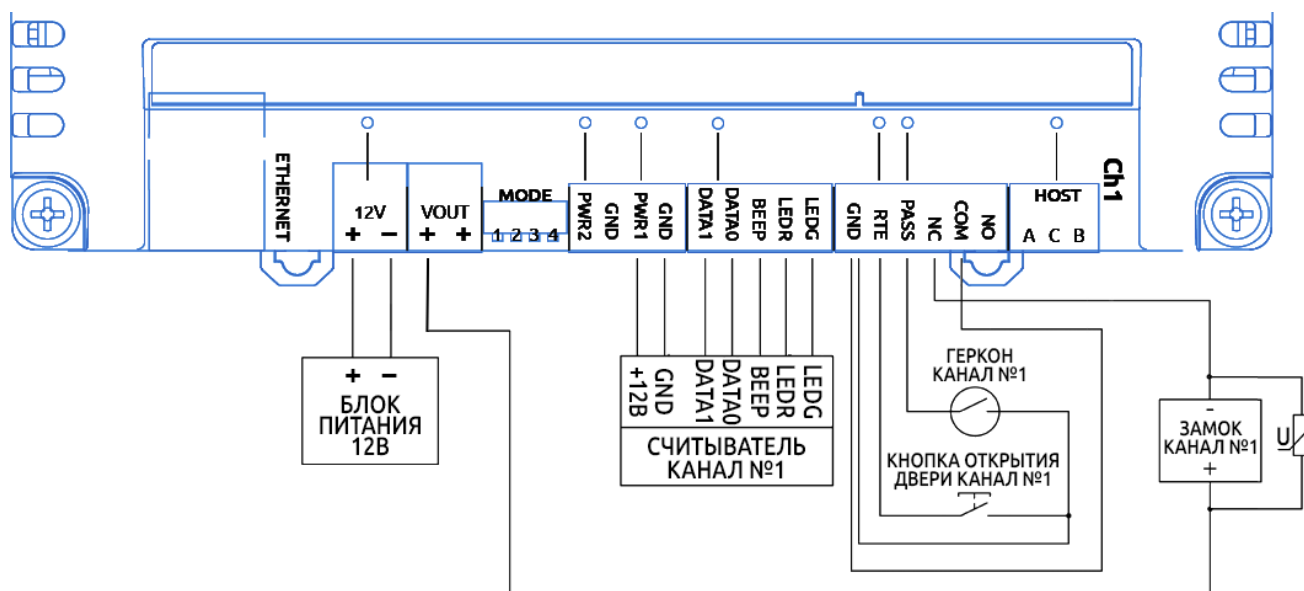 ETHERNET
12V
+ −
VOUT
+ +
MODE
1 2 3 4
PWR2
GND
PWR1
GND
DATA1
DATA0
BEEP
LEDR
LEDG
GND
RTE
PASS
NC
COM
NO
HOST
A C B
Ch1
+ −
БЛОК
ПИТАНИЯ
12В
+12В
GND
DATA1
DATA0
BEEP
LEDR
LEDG
СЧИТЫВАТЕЛЬ
КАНАЛ №1
ГЕРКОН
КАНАЛ №1
КНОПКА ОТКРЫТИЯ
ДВЕРИ КАНАЛ №1
-
ЗАМОК
КАНАЛ №1
+
U